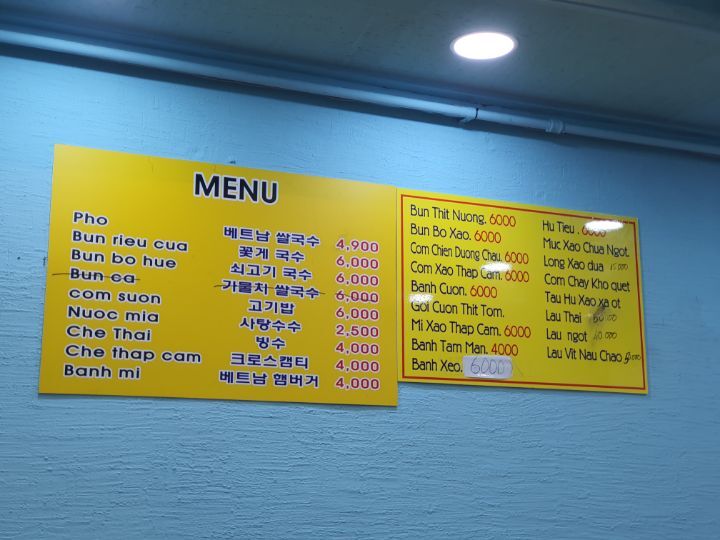 MENU
Pho 베트남 쌀국수 4,900
Bun rieu cua 꽃게 국수 6,000
Bun bo hue 쇠고기 국수 6,000
Bun ca 가물치 쌀국수 6,000
com suon 고기밥 6,000
Nuoc mia 사탕수수 2,500
Che Thai 빙수 4,000
Che thap cam 크로스캠티 4,000
Banh mi 베트남 햄버거 4,000
Bun Thit Nuong. 6000
Bun Bo Xao. 6000
Com Chien Duong Chau. 6000
Com Xao Thap Cam. 6000
Banh Cuon. 6000
Goi Cuon Thit Tom.
Mi Xao Thap Cam. 6000
Banh Tam Man. 4000
Banh Xeo. 6000
Hu Tieu . 6000
Muc Xao Chua Ngot.
Long Xao dua
Com Chay Kho quet
Tau Hu Xao xa ot
Lau Thai
Lau ngot
Lau Vit Nau Chao